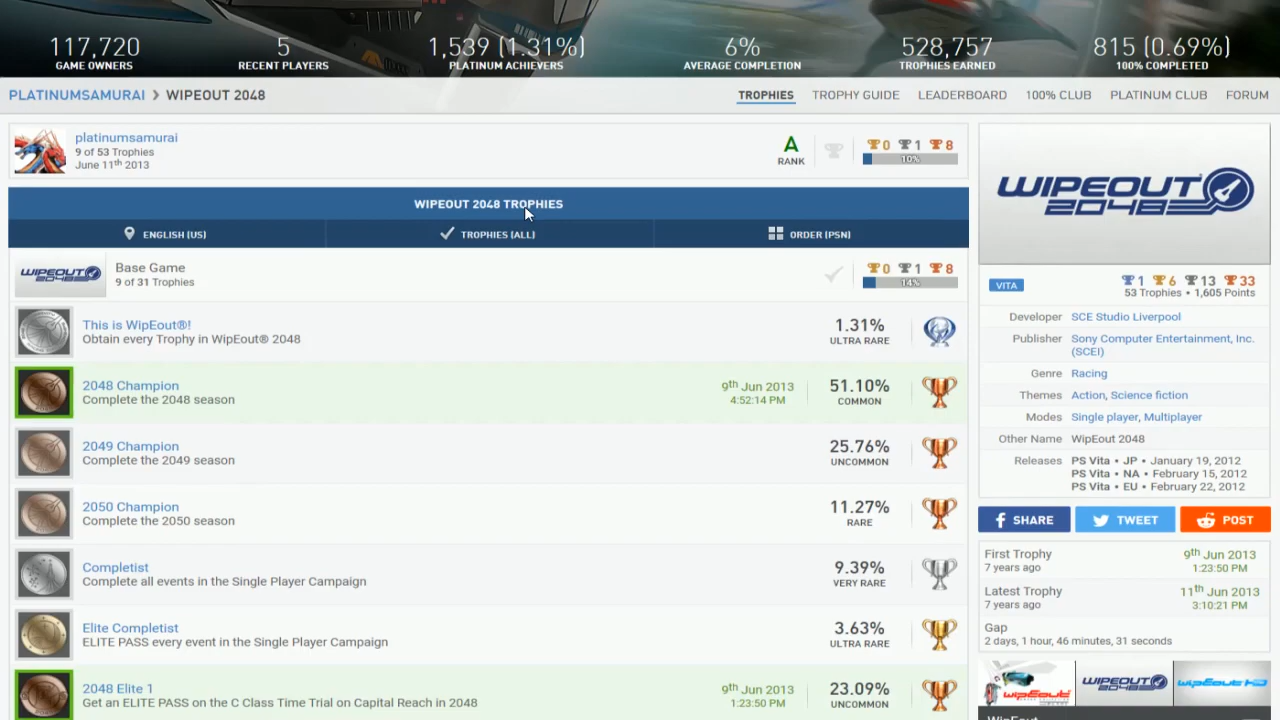 117,720
GAME OWNERS
5
RECENT PLAYERS
1,539 (1.31%)
PLATINUM ACHIEVERS
6%
AVERAGE COMPLETION
528,757
TROPHIES EARNED
815 (0.69%)
100% COMPLETED
PLATINUMSAMURAI > WIPEOUT 2048
TROPHIES TROPHY GUIDE LEADERBOARD 100% CLUB PLATINUM CLUB FORUM
platinumsamurai
9 of 53 Trophies
June 11th 2013
A
RANK
0 1 8
10%
WIPEOUT 2048 TROPHIES
ENGLISH (US) TROPHIES (ALL) ORDER (PSN)
WIPEOUT 2048
Base Game
9 of 31 Trophies
0 1 8
14%
This is WipEout®!
Obtain every Trophy in WipEout® 2048
1.31%
ULTRA RARE
2048 Champion
Complete the 2048 season
9th Jun 2013
4:52:14 PM
51.10%
COMMON
2049 Champion
Complete the 2049 season
25.76%
UNCOMMON
2050 Champion
Complete the 2050 season
11.27%
RARE
Completist
Complete all events in the Single Player Campaign
9.39%
VERY RARE
Elite Completist
ELITE PASS every event in the Single Player Campaign
3.63%
ULTRA RARE
2048 Elite 1
Get an ELITE PASS on the C Class Time Trial on Capital Reach in 2048
9th Jun 2013
1:23:50 PM
23.09%
UNCOMMON
WIPEOUT®
2048
VITA
1 6 13 33
53 Trophies • 1,605 Points
Developer SCE Studio Liverpool
Publisher Sony Computer Entertainment, Inc.
(SCEI)
Genre Racing
Themes Action, Science fiction
Modes Single player, Multiplayer
Other Name WipEout 2048
Releases PS Vita • JP • January 19, 2012
PS Vita • NA • February 15, 2012
PS Vita • EU • February 22, 2012
SHARE TWEET POST
First Trophy
7 years ago
9th Jun 2013
1:23:50 PM
Latest Trophy
7 years ago
11th Jun 2013
3:10:21 PM
Gap
2 days, 1 hour, 46 minutes, 31 seconds
wipEout WIPEOUT 2048 wipEout HD
WipEout